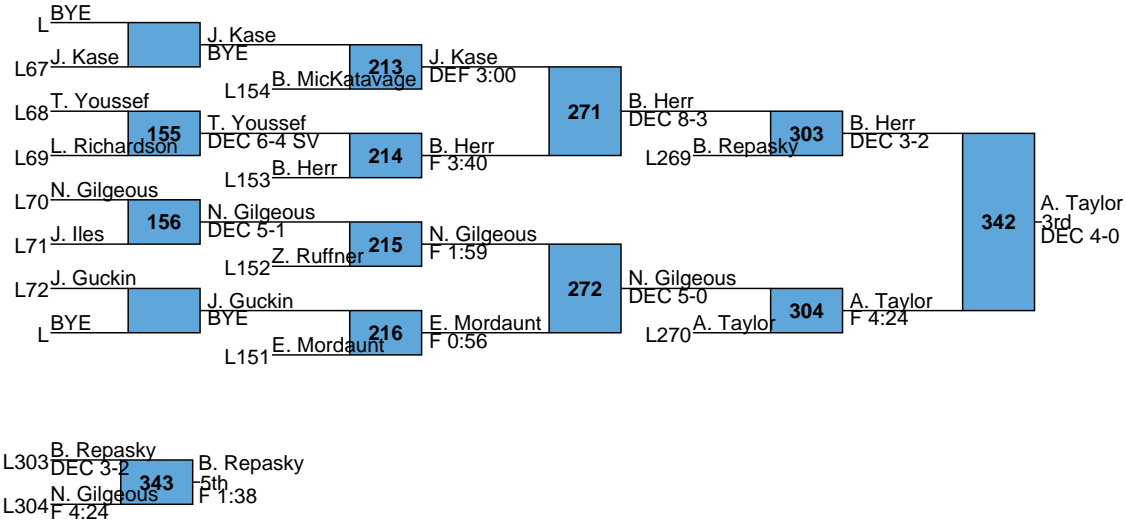 L BYE
L67 J. Kase
J. Kase
BYE
L154 B. MicKatavage
213
J. Kase
DEF 3:00
L68 T. Youssef
L69 L. Richardson
155
T. Youssef
DEC 6-4 SV
L153 B. Herr
214
B. Herr
F 3:40
271
B. Herr
DEC 8-3
L269 B. Repasky
303
B. Herr
DEC 3-2
L70 N. Gilgeous
L71 J. Iles
156
N. Gilgeous
DEC 5-1
L152 Z. Ruffner
215
N. Gilgeous
F 1:59
L72 J. Guckin
L BYE
J. Guckin
BYE
L151 E. Mordaunt
216
E. Mordaunt
F 0:56
272
N. Gilgeous
DEC 5-0
L270 A. Taylor
304
A. Taylor
F 4:24
342
A. Taylor
3rd
DEC 4-0
L303 B. Repasky
DEC 3-2
L304 N. Gilgeous
F 4:24
343
B. Repasky
5th
F 1:38